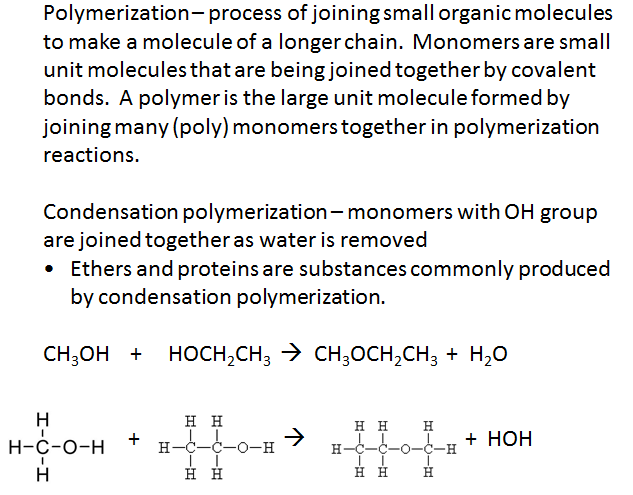 Polymerization – process of joining small organic molecules
to make a molecule of a longer chain. Monomers are small
unit molecules that are being joined together by covalent
bonds. A polymer is the large unit molecule formed by
joining many (poly) monomers together in polymerization
reactions.
Condensation polymerization – monomers with OH group
are joined together as water is removed
• Ethers and proteins are substances commonly produced
by condensation polymerization.
CH₃OH + HOCH₂CH₃ → CH₃OCH₂CH₃ + H₂O
H H H H H H
H-C-O-H + H-C-C-O-H → H-C-C-O-C-H + HOH
H H H H H H